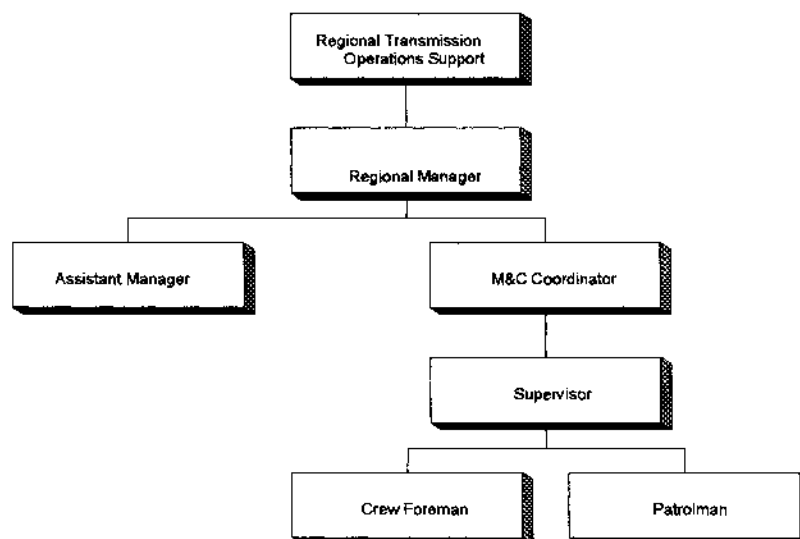 Regional Transmission
Operations Support
Regional Manager
Assistant Manager
M&C Coordinator
Supervisor
Crew Foreman
Patrolman